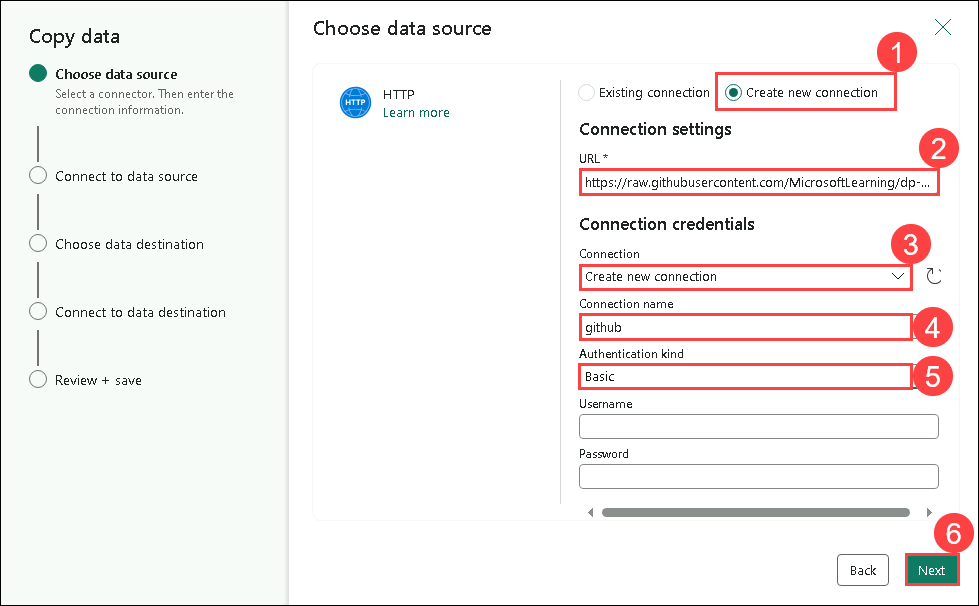 Copy data
Choose data source
Select a connector. Then enter the
connection information.
Connect to data source
Choose data destination
Connect to data destination
Review + save
Choose data source
HTTP
HTTP
Learn more
1
Existing connection
Create new connection
Connection settings
2
URL *
https://raw.githubusercontent.com/MicrosoftLearning/dp-...
Connection credentials
3
Connection
Create new connection
Connection name
github
4
Authentication kind
Basic
5
Username
Password
6
Back
Next